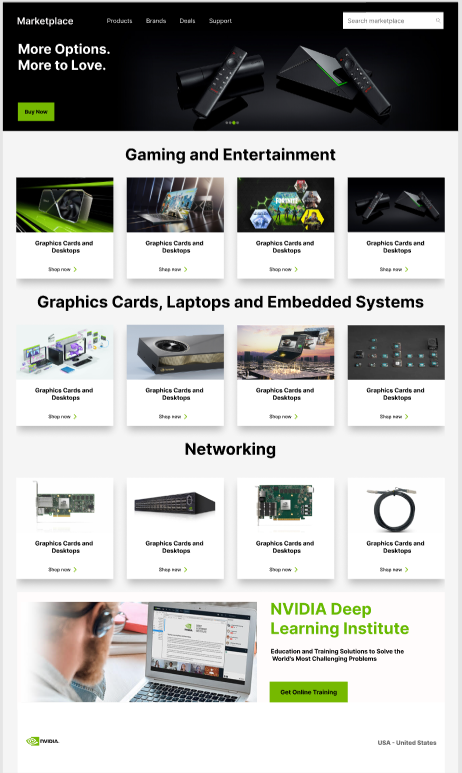 Marketplace
Products
Brands
Deals
Support
Search marketplace
More Options.
More to Love.
Buy Now
Gaming and Entertainment
FORTNITE
Graphics Cards and
Desktops
Shop now
Graphics Cards and
Desktops
Shop now
Graphics Cards and
Desktops
Shop now
Graphics Cards and
Desktops
Shop now
Graphics Cards, Laptops and Embedded Systems
Graphics Cards and
Desktops
Shop now
Graphics Cards and
Desktops
Shop now
Graphics Cards and
Desktops
Shop now
Graphics Cards and
Desktops
Shop now
Networking
Graphics Cards and
Desktops
Shop now
Graphics Cards and
Desktops
Shop now
Graphics Cards and
Desktops
Shop now
Graphics Cards and
Desktops
Shop now
NVIDIA Deep
Learning Institute
Education and Training Solutions to Solve the
World's Most Challenging Problems
Get Online Training
NVIDIA.
USA - United States